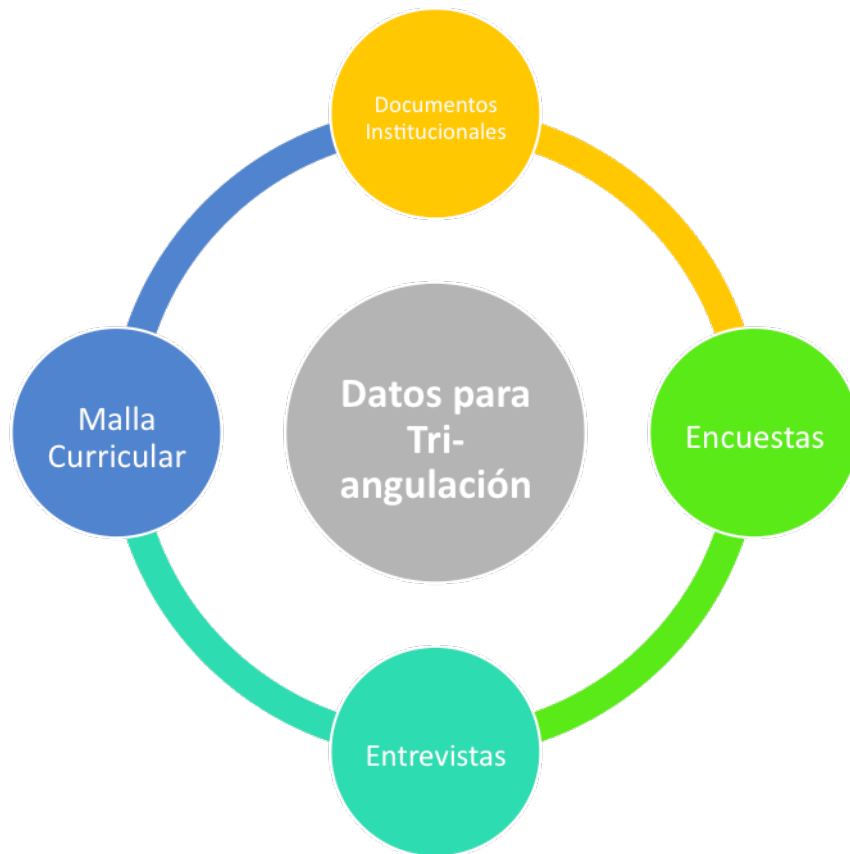 Documentos
Institucionales
Malla
Curricular
Datos para
Tri-
angulación
Encuestas
Entrevistas